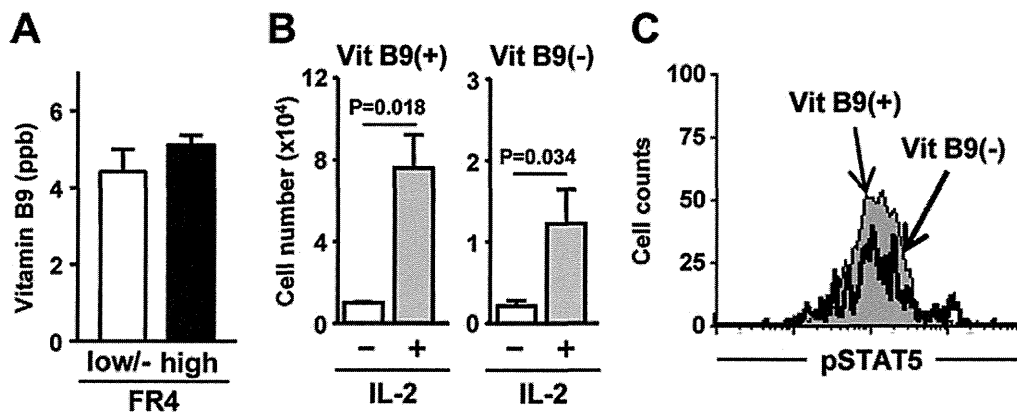 A
Vitamin B9 (ppb)
6
4
2
0
low/- high
FR4
B
Vit B9(+)
Vit B9(-)
Cell number (x10⁴)
12
8
4
0
P=0.018
3
2
1
0
P=0.034
− +
IL-2
− +
IL-2
C
Cell counts
100
75
50
25
0
Vit B9(+)
Vit B9(-)
pSTAT5